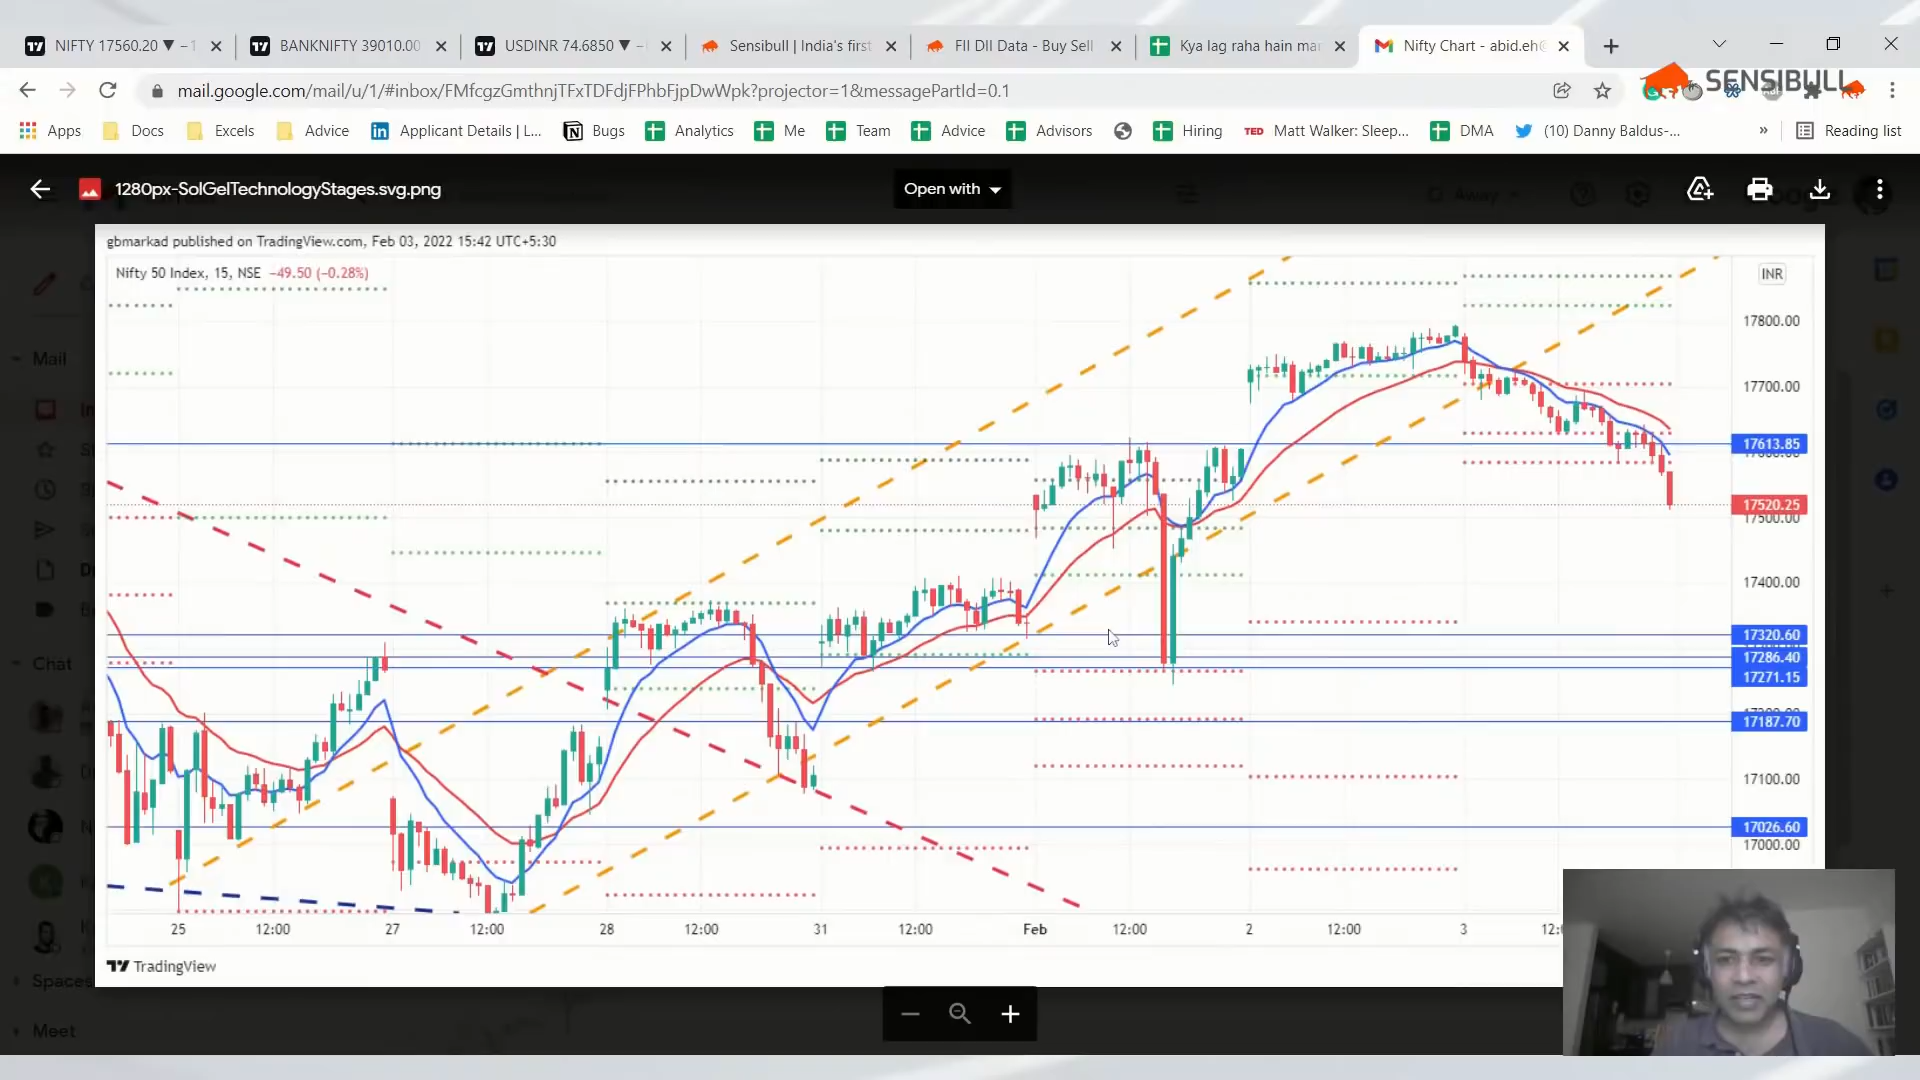 NIFTY 17560.20 ▼ −1
BANKNIFTY 39010.00
USDINR 74.6850 ▼ −
Sensibull | India's first
FII DII Data - Buy Sell
Kya lag raha hain ma
Nifty Chart - abid.eh@
SENSIBULL
mail.google.com/mail/u/1/#inbox/FMfcgzGmthnjTFxTDFdjFPhbFjpDwWpk?projector=1&messagePartId=0.1
Apps
Docs
Excels
Advice
Applicant Details | L...
Bugs
Analytics
Me
Team
Advice
Advisors
Hiring
TED
Matt Walker: Sleep...
DMA
(10) Danny Baldus-...
»
Reading list
1280px-SolGelTechnologyStages.svg.png
Open with
Away
gbmarkad published on TradingView.com, Feb 03, 2022 15:42 UTC+5:30
Nifty 50 Index, 15, NSE −49.50 (−0.28%)
INR
17800.00
17700.00
17613.85
17520.25
17500.00
17400.00
17320.60
17286.40
17271.15
17187.70
17100.00
17026.60
17000.00
25
12:00
27
12:00
28
12:00
31
12:00
Feb
12:00
2
12:00
3
TradingView
Mail
Chat
Spaces
Meet